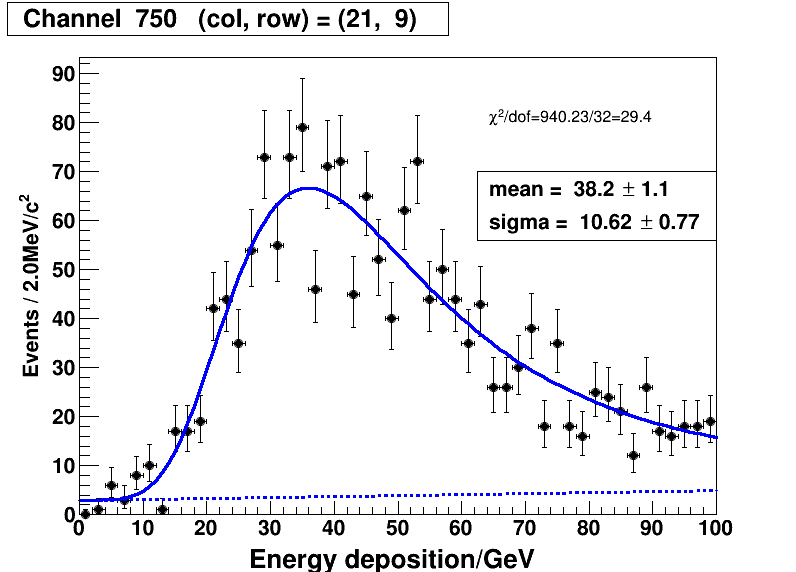 Channel 750 (col, row) = (21, 9)
Events / 2.0MeV/c²
90
80
70
60
50
40
30
20
10
0
χ²/dof=940.23/32=29.4
mean = 38.2 ± 1.1
sigma = 10.62 ± 0.77
0 10 20 30 40 50 60 70 80 90 100
Energy deposition/GeV